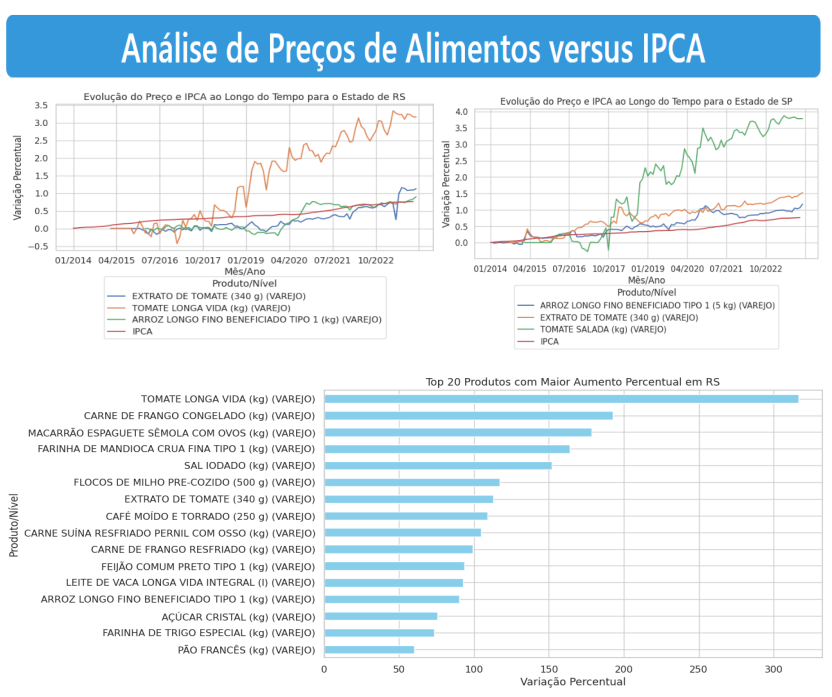 Análise de Preços de Alimentos versus IPCA
Evolução do Preço e IPCA ao Longo do Tempo para o Estado de RS
Variação Percentual
3.5
3.0
2.5
2.0
1.5
1.0
0.5
0.0
−0.5
01/2014 04/2015 07/2016 10/2017 01/2019 04/2020 07/2021 10/2022
Mês/Ano
Produto/Nível
EXTRATO DE TOMATE (340 g) (VAREJO)
TOMATE LONGA VIDA (kg) (VAREJO)
ARROZ LONGO FINO BENEFICIADO TIPO 1 (kg) (VAREJO)
IPCA
Evolução do Preço e IPCA ao Longo do Tempo para o Estado de SP
Variação Percentual
4.0
3.5
3.0
2.5
2.0
1.5
1.0
0.5
0.0
01/2014 04/2015 07/2016 10/2017 01/2019 04/2020 07/2021 10/2022
Mês/Ano
Produto/Nível
ARROZ LONGO FINO BENEFICIADO TIPO 1 (5 kg) (VAREJO)
EXTRATO DE TOMATE (340 g) (VAREJO)
TOMATE SALADA (kg) (VAREJO)
IPCA
Top 20 Produtos com Maior Aumento Percentual em RS
Produto/Nível
TOMATE LONGA VIDA (kg) (VAREJO)
CARNE DE FRANGO CONGELADO (kg) (VAREJO)
MACARRÃO ESPAGUETE SÊMOLA COM OVOS (kg) (VAREJO)
FARINHA DE MANDIOCA CRUA FINA TIPO 1 (kg) (VAREJO)
SAL IODADO (kg) (VAREJO)
FLOCOS DE MILHO PRE-COZIDO (500 g) (VAREJO)
EXTRATO DE TOMATE (340 g) (VAREJO)
CAFÉ MOÍDO E TORRADO (250 g) (VAREJO)
CARNE SUÍNA RESFRIADO PERNIL COM OSSO (kg) (VAREJO)
CARNE DE FRANGO RESFRIADO (kg) (VAREJO)
FEIJÃO COMUM PRETO TIPO 1 (kg) (VAREJO)
LEITE DE VACA LONGA VIDA INTEGRAL (l) (VAREJO)
ARROZ LONGO FINO BENEFICIADO TIPO 1 (kg) (VAREJO)
AÇÚCAR CRISTAL (kg) (VAREJO)
FARINHA DE TRIGO ESPECIAL (kg) (VAREJO)
PÃO FRANCÊS (kg) (VAREJO)
0 50 100 150 200 250 300
Variação Percentual